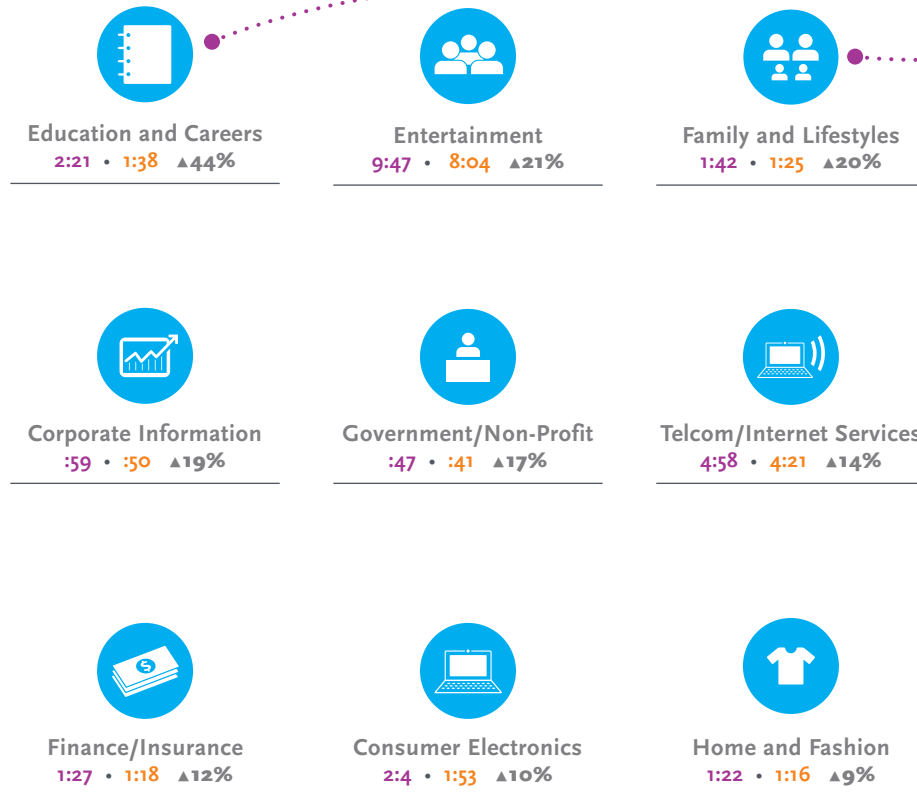 Education and Careers
2:21 • 1:38 ▲44%
Entertainment
9:47 • 8:04 ▲21%
Family and Lifestyles
1:42 • 1:25 ▲20%
Corporate Information
:59 • :50 ▲19%
Government/Non-Profit
:47 • :41 ▲17%
Telcom/Internet Services
4:58 • 4:21 ▲14%
$
Finance/Insurance
1:27 • 1:18 ▲12%
Consumer Electronics
2:4 • 1:53 ▲10%
Home and Fashion
1:22 • 1:16 ▲9%